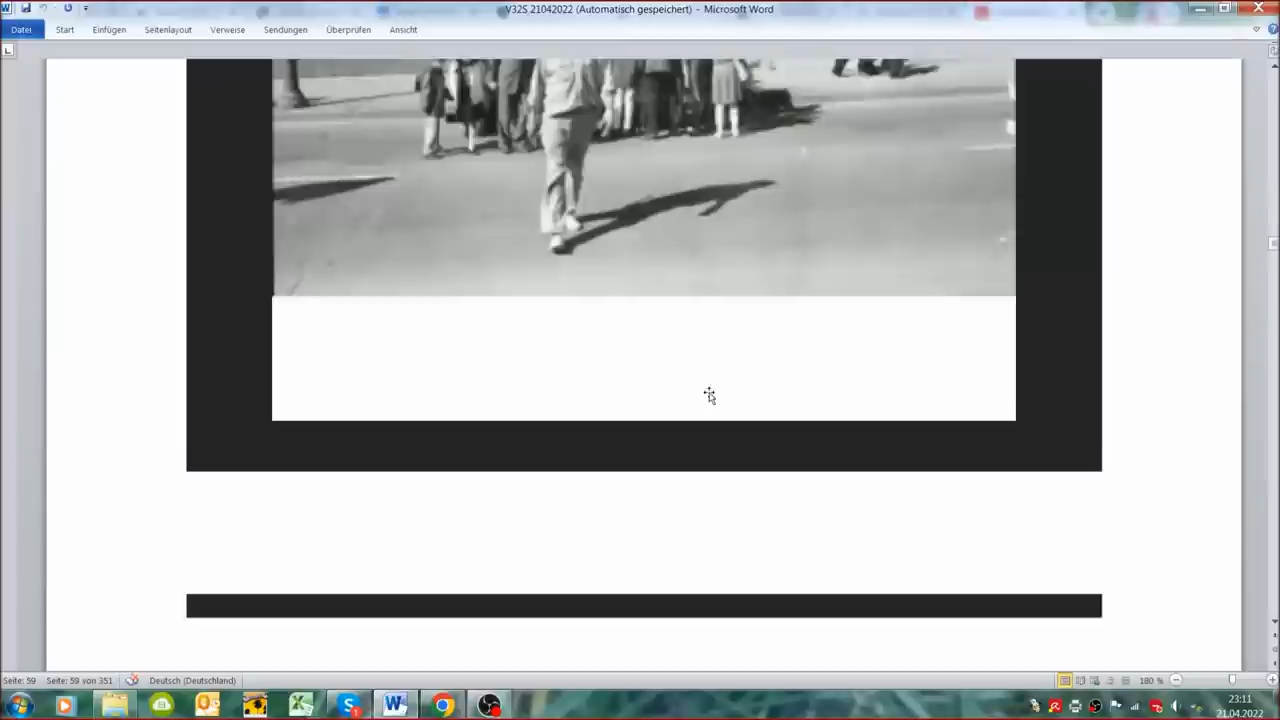 V32S 21042022 (Automatisch gespeichert) - Microsoft Word
Datei Start Einfügen Seitenlayout Verweise Sendungen Überprüfen Ansicht
Seite: 59 Seite: 59 von 351 Deutsch (Deutschland) 180 %
23:11
21.04.2022